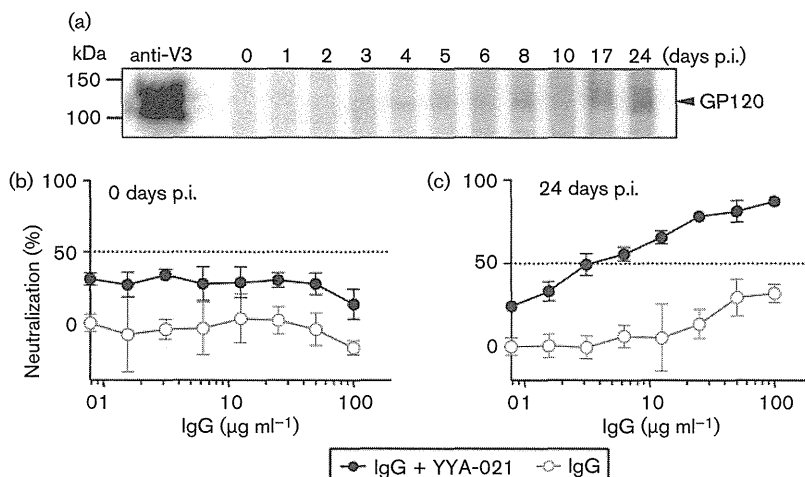 (a)
kDa anti-V3 0 1 2 3 4 5 6 8 10 17 24 (days p.i.)
150
100
GP120
(b)
0 days p.i.
100
50
0
Neutralization (%)
01 10 100
IgG (µg ml⁻¹)
(c)
24 days p.i.
100
50
0
01 10 100
IgG (µg ml⁻¹)
IgG + YYA-021 IgG